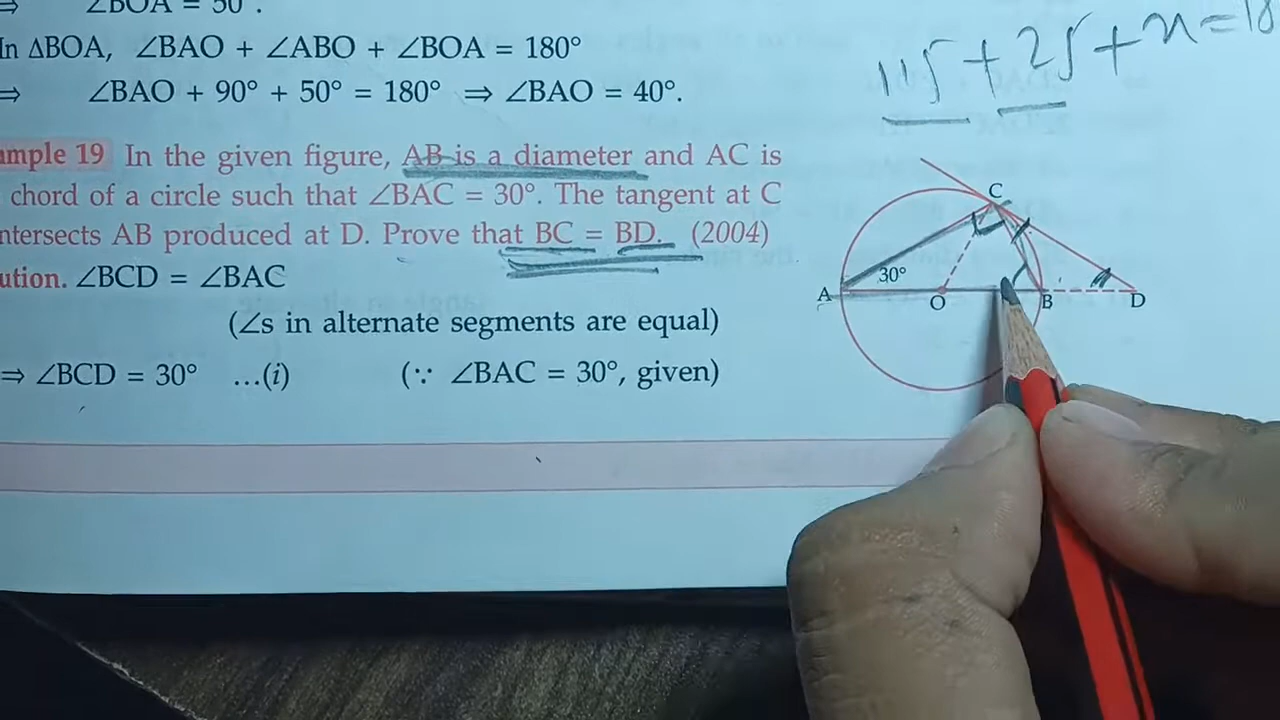 ∠BOA = 50°.
In ΔBOA, ∠BAO + ∠ABO + ∠BOA = 180°
⇒ ∠BAO + 90° + 50° = 180° ⇒ ∠BAO = 40°.
115 + 25 + x = 18
ample 19 In the given figure, AB is a diameter and AC is
chord of a circle such that ∠BAC = 30°. The tangent at C
ntersects AB produced at D. Prove that BC = BD. (2004)
ution. ∠BCD = ∠BAC
(∠s in alternate segments are equal)
⇒ ∠BCD = 30° ...(i) (∵ ∠BAC = 30°, given)
C
30°
A O B D